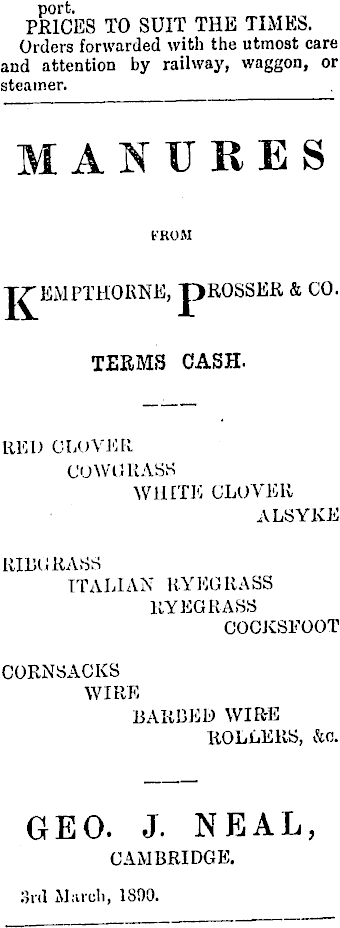 port.
PRICES TO SUIT THE TIMES.
Orders forwarded with the utmost care
and attention by railway, waggon, or
steamer.
MANURES
FROM
KEMPTHORNE, PROSSER & CO.
TERMS CASH.
RED CLOVER
COWGRASS
WHITE CLOVER
ALSYKE
RIBGRASS
ITALIAN RYEGRASS
RYEGRASS
COCKSFOOT
CORNSACKS
WIRE
BARBED WIRE
ROLLERS, &c.
GEO. J. NEAL,
CAMBRIDGE.
3rd March, 1890.